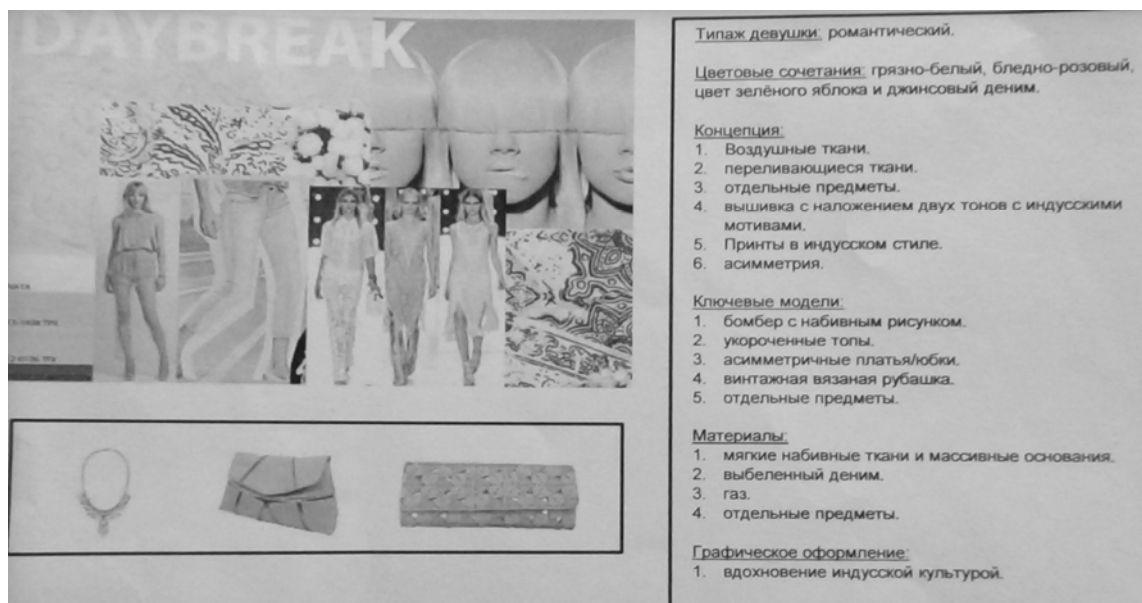 DAYBREAK
Типаж девушки: романтический.
Цветовые сочетания: грязно-белый, бледно-розовый,
цвет зелёного яблока и джинсовый деним.
Концепция:
1. Воздушные ткани.
2. переливающиеся ткани.
3. отдельные предметы.
4. вышивка с наложением двух тонов с индусскими
мотивами.
5. Принты в индусском стиле.
6. асимметрия.
Ключевые модели:
1. бомбер с набивным рисунком.
2. укороченные топы.
3. асимметричные платья/юбки.
4. винтажная вязаная рубашка.
5. отдельные предметы.
Материалы:
1. мягкие набивные ткани и массивные основания.
2. выбеленный деним.
3. газ.
4. отдельные предметы.
Графическое оформление:
1. вдохновение индусской культурой.